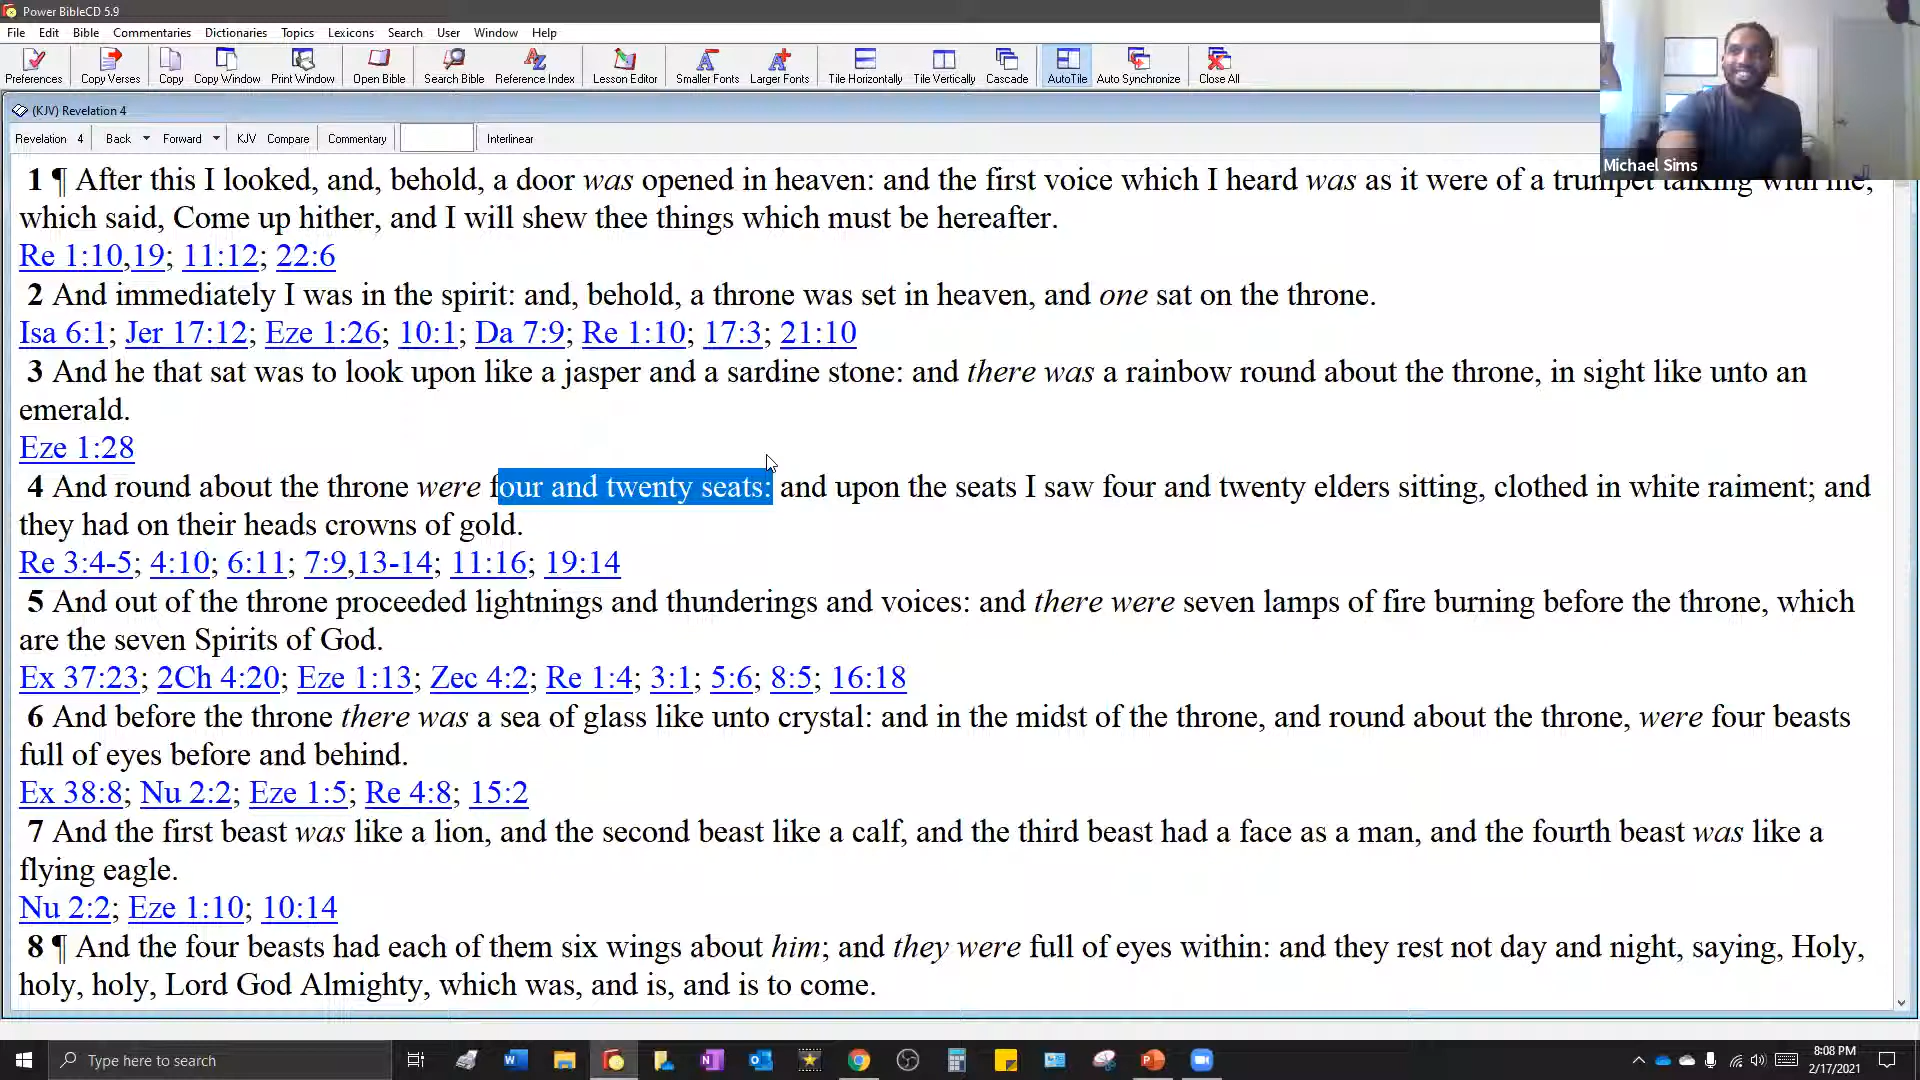 Power BibleCD 5.9
File Edit Bible Commentaries Dictionaries Topics Lexicons Search User Window Help
Preferences Copy Verses Copy Copy Window Print Window Open Bible Search Bible Reference Index Lesson Editor Smaller Fonts Larger Fonts Tile Horizontally Tile Vertically Cascade AutoTile Auto Synchronize Close All
(KJV) Revelation 4
Revelation 4 Back Forward KJV Compare Commentary Interlinear
Michael Sims
1 ¶ After this I looked, and, behold, a door was opened in heaven: and the first voice which I heard was as it were of a trumpet talking with me;
which said, Come up hither, and I will shew thee things which must be hereafter.
Re 1:10,19; 11:12; 22:6
2 And immediately I was in the spirit: and, behold, a throne was set in heaven, and one sat on the throne.
Isa 6:1; Jer 17:12; Eze 1:26; 10:1; Da 7:9; Re 1:10; 17:3; 21:10
3 And he that sat was to look upon like a jasper and a sardine stone: and there was a rainbow round about the throne, in sight like unto an
emerald.
Eze 1:28
4 And round about the throne were four and twenty seats: and upon the seats I saw four and twenty elders sitting, clothed in white raiment; and
they had on their heads crowns of gold.
Re 3:4-5; 4:10; 6:11; 7:9,13-14; 11:16; 19:14
5 And out of the throne proceeded lightnings and thunderings and voices: and there were seven lamps of fire burning before the throne, which
are the seven Spirits of God.
Ex 37:23; 2Ch 4:20; Eze 1:13; Zec 4:2; Re 1:4; 3:1; 5:6; 8:5; 16:18
6 And before the throne there was a sea of glass like unto crystal: and in the midst of the throne, and round about the throne, were four beasts
full of eyes before and behind.
Ex 38:8; Nu 2:2; Eze 1:5; Re 4:8; 15:2
7 And the first beast was like a lion, and the second beast like a calf, and the third beast had a face as a man, and the fourth beast was like a
flying eagle.
Nu 2:2; Eze 1:10; 10:14
8 ¶ And the four beasts had each of them six wings about him; and they were full of eyes within: and they rest not day and night, saying, Holy,
holy, holy, Lord God Almighty, which was, and is, and is to come.
Type here to search
8:08 PM
2/17/2021